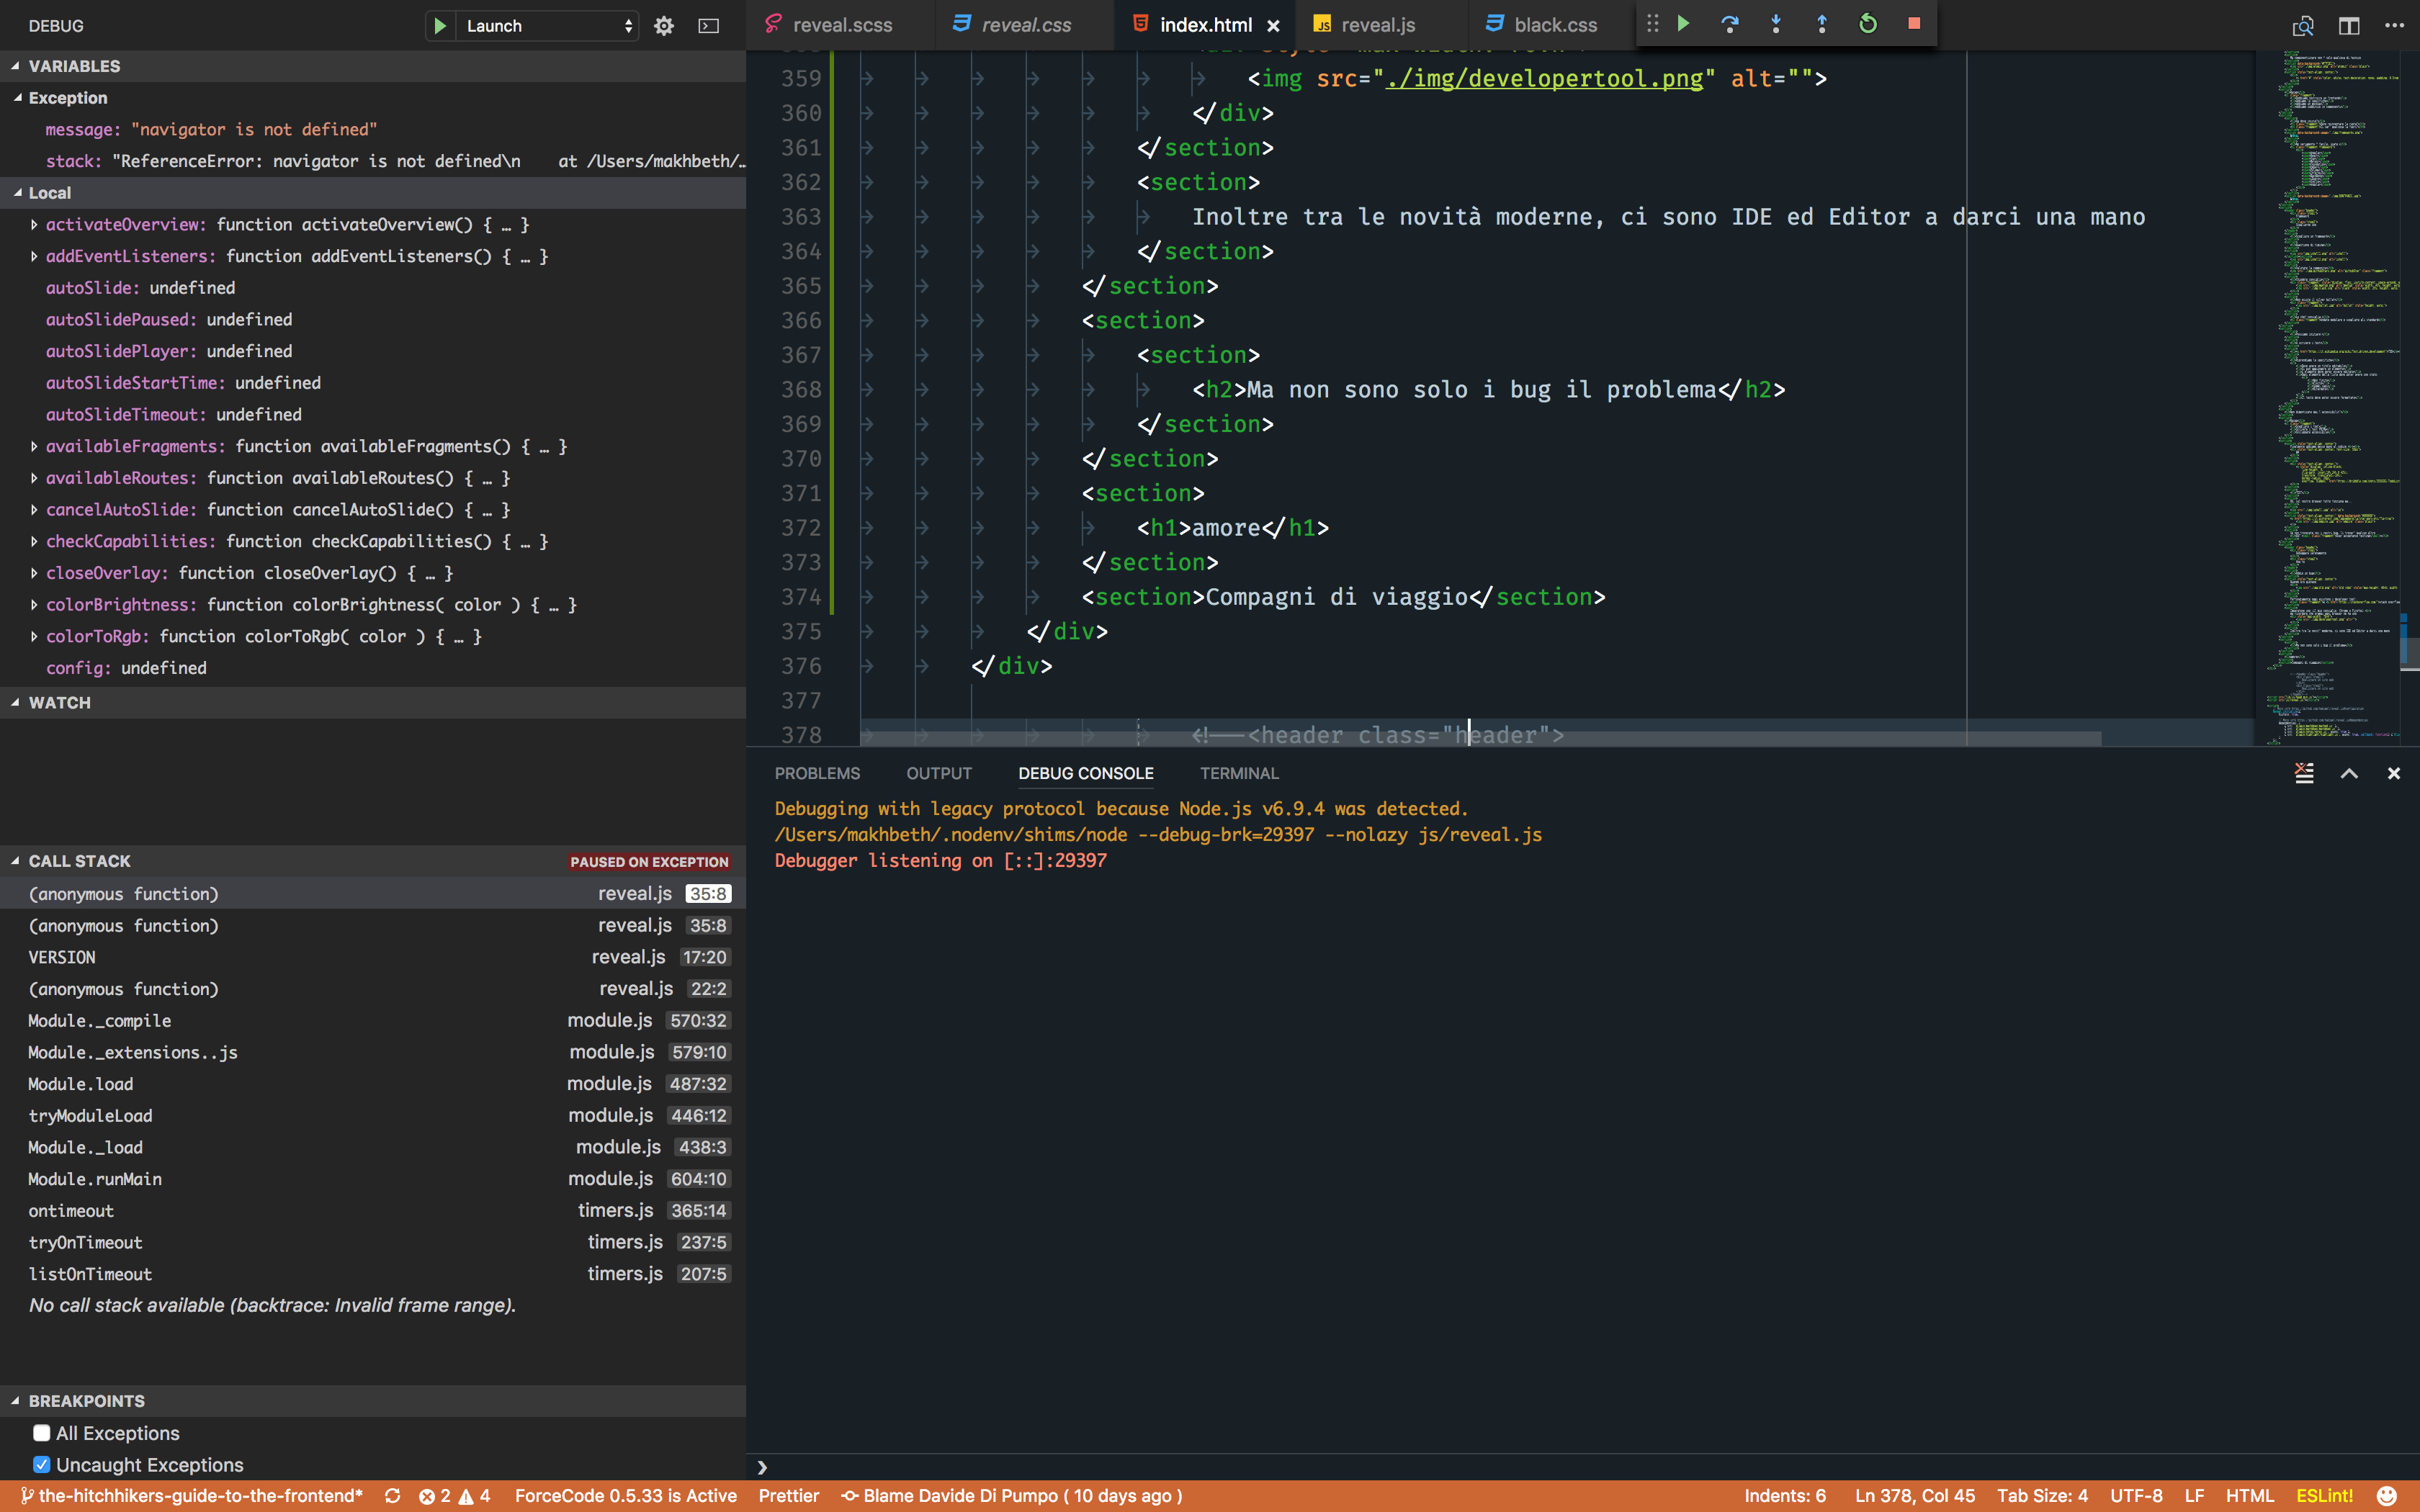 DEBUG
Launch
VARIABLES
Exception
message: "navigator is not defined"
stack: "ReferenceError: navigator is not defined\n    at /Users/makhbeth/…
Local
activateOverview: function activateOverview() { … }
addEventListeners: function addEventListeners() { … }
autoSlide: undefined
autoSlidePaused: undefined
autoSlidePlayer: undefined
autoSlideStartTime: undefined
autoSlideTimeout: undefined
availableFragments: function availableFragments() { … }
availableRoutes: function availableRoutes() { … }
cancelAutoSlide: function cancelAutoSlide() { … }
checkCapabilities: function checkCapabilities() { … }
closeOverlay: function closeOverlay() { … }
colorBrightness: function colorBrightness( color ) { … }
colorToRgb: function colorToRgb( color ) { … }
config: undefined
WATCH
CALL STACK PAUSED ON EXCEPTION
(anonymous function) reveal.js 35:8
(anonymous function) reveal.js 35:8
VERSION reveal.js 17:20
(anonymous function) reveal.js 22:2
Module._compile module.js 570:32
Module._extensions..js module.js 579:10
Module.load module.js 487:32
tryModuleLoad module.js 446:12
Module._load module.js 438:3
Module.runMain module.js 604:10
ontimeout timers.js 365:14
tryOnTimeout timers.js 237:5
listOnTimeout timers.js 207:5
No call stack available (backtrace: Invalid frame range).
BREAKPOINTS
All Exceptions
Uncaught Exceptions
reveal.scss reveal.css index.html reveal.js black.css
359 <img src="./img/developertool.png" alt="">
360 </div>
361 </section>
362 <section>
363 Inoltre tra le novità moderne, ci sono IDE ed Editor a darci una mano
364 </section>
365 </section>
366 <section>
367 <section>
368 <h2>Ma non sono solo i bug il problema</h2>
369 </section>
370 </section>
371 <section>
372 <h1>amore</h1>
373 </section>
374 <section>Compagni di viaggio</section>
375 </div>
376 </div>
377
378 <!-- <header class="header">
PROBLEMS OUTPUT DEBUG CONSOLE TERMINAL
Debugging with legacy protocol because Node.js v6.9.4 was detected.
/Users/makhbeth/.nodenv/shims/node --debug-brk=29397 --nolazy js/reveal.js
Debugger listening on [::]:29397
the-hitchhikers-guide-to-the-frontend* 2 4 ForceCode 0.5.33 is Active Prettier Blame Davide Di Pumpo ( 10 days ago ) Indents: 6 Ln 378, Col 45 Tab Size: 4 UTF-8 LF HTML ESLint!